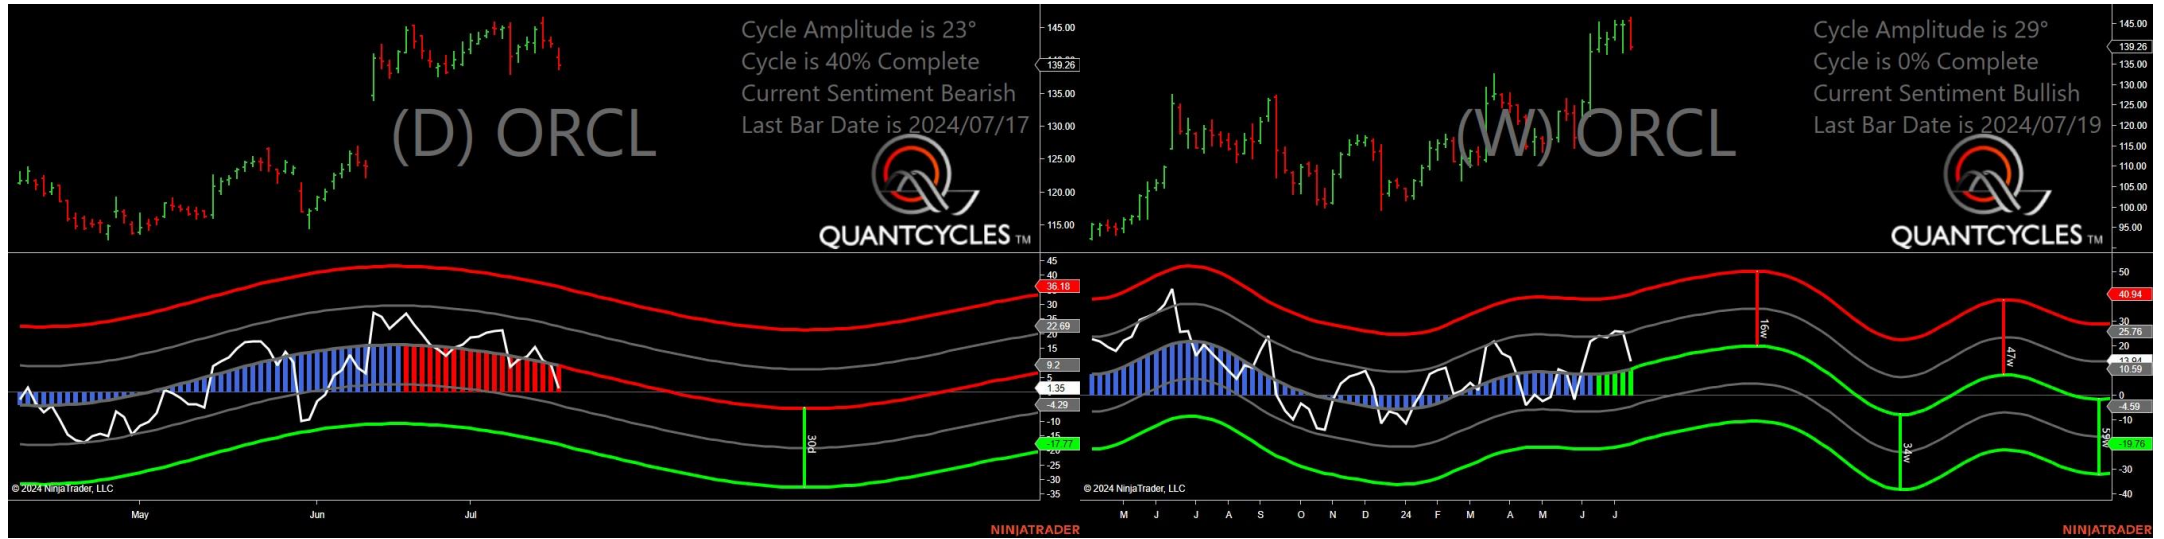 Cycle Amplitude is 23°
Cycle is 40% Complete
Current Sentiment Bearish
Last Bar Date is 2024/07/17
(D) ORCL
QUANTCYCLES TM
145.00
139.26
135.00
130.00
125.00
120.00
115.00
45
40
36.18
30
22.69
15
9.2
5
1.35
-4.29
-10
-15
-17.77
-25
-30
-35
30d
© 2024 NinjaTrader, LLC
May
Jun
Jul
NINJATRADER
Cycle Amplitude is 29°
Cycle is 0% Complete
Current Sentiment Bullish
Last Bar Date is 2024/07/19
(W) ORCL
QUANTCYCLES TM
145.00
139.26
135.00
130.00
125.00
120.00
115.00
110.00
105.00
100.00
95.00
50
40.94
30
25.76
20
13.94
10.59
0
-4.59
-10
-19.76
-30
-40
16w
34w
47w
59w
© 2024 NinjaTrader, LLC
M
J
J
A
S
O
N
D
24
F
M
A
M
J
J
NINJATRADER